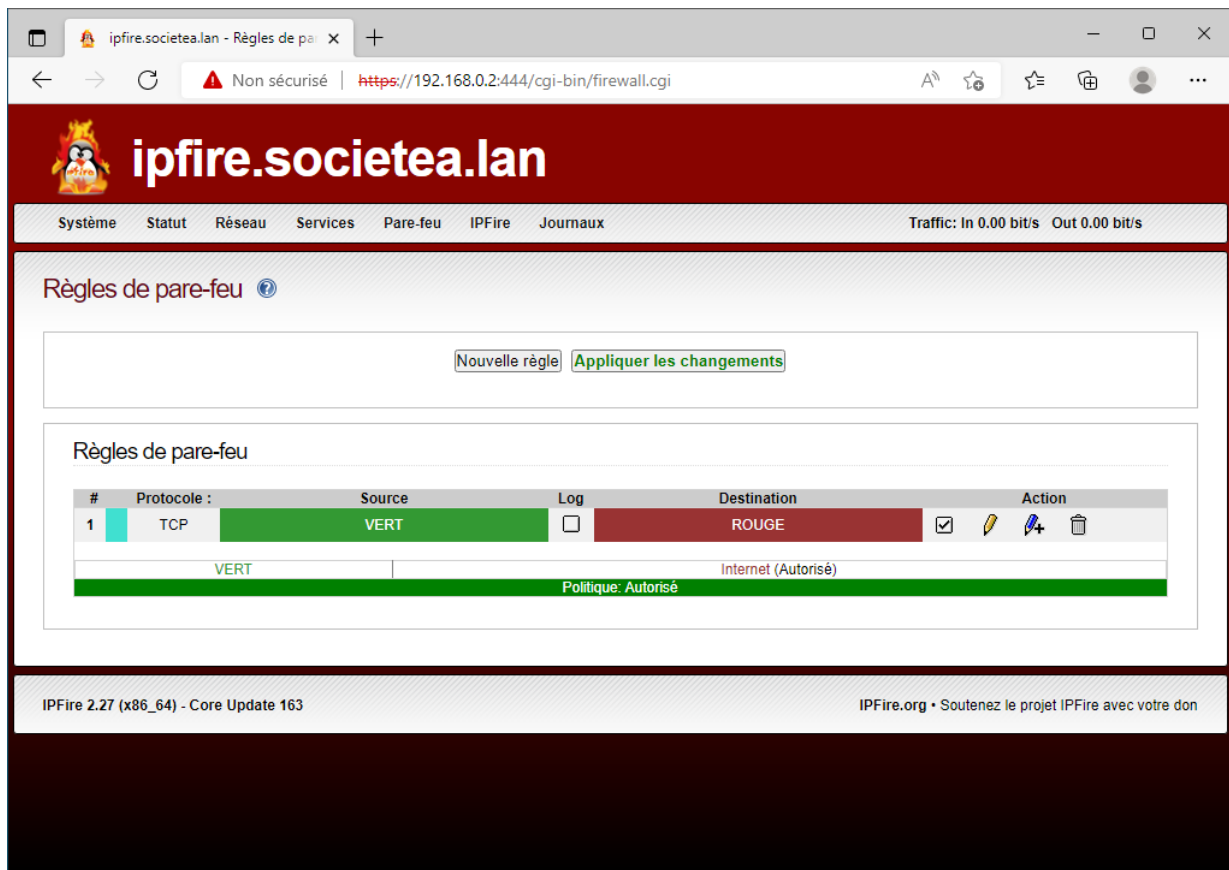 ipfire.societea.lan - Règles de pa
Non sécurisé | https://192.168.0.2:444/cgi-bin/firewall.cgi
ipfire.societea.lan
Système Statut Réseau Services Pare-feu IPFire Journaux Traffic: In 0.00 bit/s Out 0.00 bit/s
Règles de pare-feu ?
Nouvelle règle Appliquer les changements
Règles de pare-feu
# Protocole : Source Log Destination Action
1 TCP VERT ROUGE
VERT Internet (Autorisé)
Politique: Autorisé
IPFire 2.27 (x86_64) - Core Update 163 IPFire.org • Soutenez le projet IPFire avec votre don